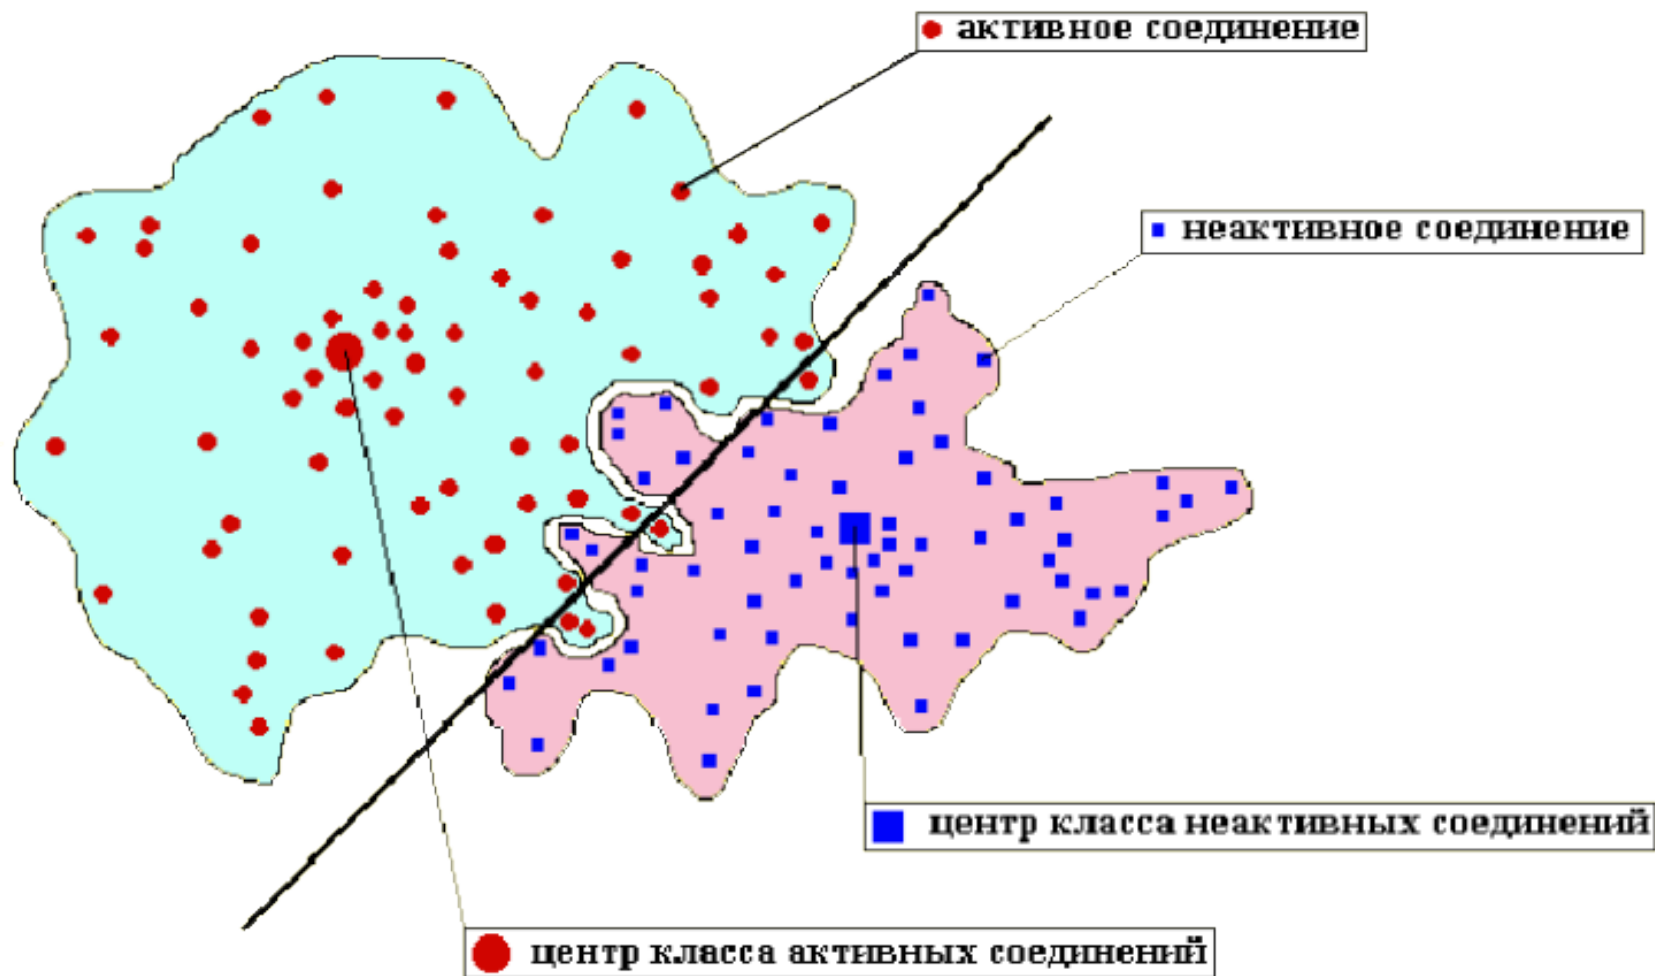 активное соединение
неактивное соединение
центр класса неактивных соединений
центр класса активных соединений